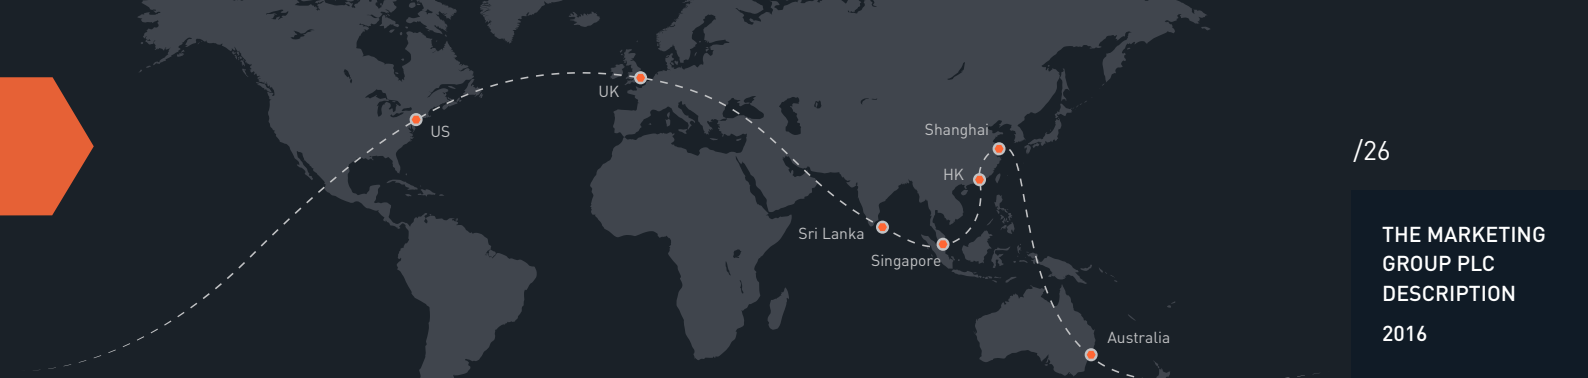 UK
US
Shanghai
HK
Sri Lanka
Singapore
Australia
/26
THE MARKETING
GROUP PLC
DESCRIPTION
2016